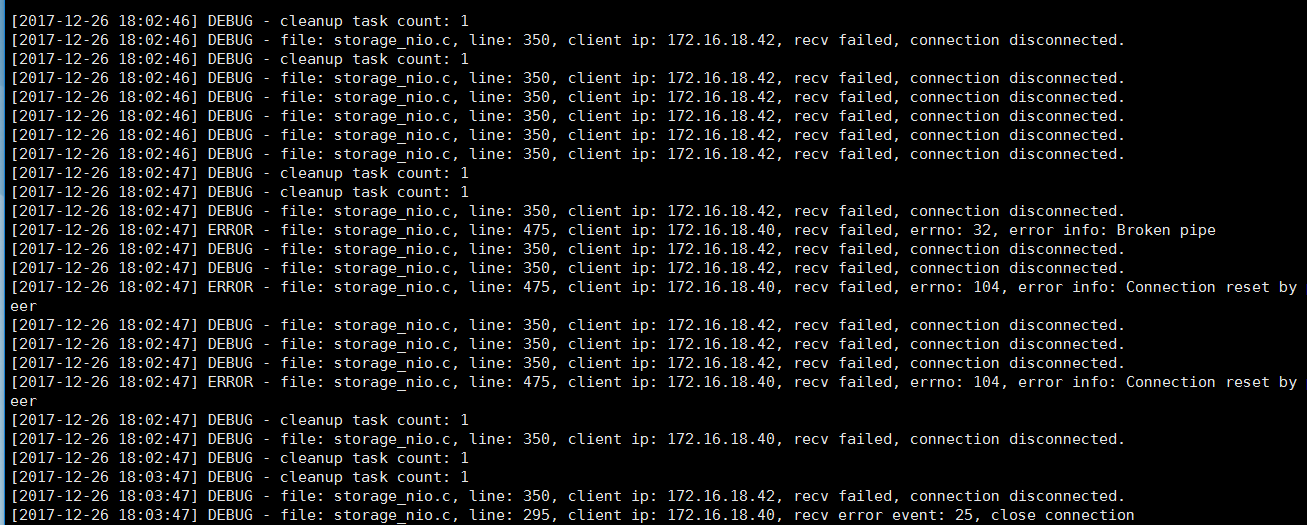 [2017-12-26 18:02:46] DEBUG - cleanup task count: 1
[2017-12-26 18:02:46] DEBUG - file: storage_nio.c, line: 350, client ip: 172.16.18.42, recv failed, connection disconnected.
[2017-12-26 18:02:46] DEBUG - cleanup task count: 1
[2017-12-26 18:02:46] DEBUG - file: storage_nio.c, line: 350, client ip: 172.16.18.42, recv failed, connection disconnected.
[2017-12-26 18:02:46] DEBUG - file: storage_nio.c, line: 350, client ip: 172.16.18.42, recv failed, connection disconnected.
[2017-12-26 18:02:46] DEBUG - file: storage_nio.c, line: 350, client ip: 172.16.18.42, recv failed, connection disconnected.
[2017-12-26 18:02:46] DEBUG - file: storage_nio.c, line: 350, client ip: 172.16.18.42, recv failed, connection disconnected.
[2017-12-26 18:02:46] DEBUG - file: storage_nio.c, line: 350, client ip: 172.16.18.42, recv failed, connection disconnected.
[2017-12-26 18:02:47] DEBUG - cleanup task count: 1
[2017-12-26 18:02:47] DEBUG - cleanup task count: 1
[2017-12-26 18:02:47] DEBUG - file: storage_nio.c, line: 350, client ip: 172.16.18.42, recv failed, connection disconnected.
[2017-12-26 18:02:47] ERROR - file: storage_nio.c, line: 475, client ip: 172.16.18.40, recv failed, errno: 32, error info: Broken pipe
[2017-12-26 18:02:47] DEBUG - file: storage_nio.c, line: 350, client ip: 172.16.18.42, recv failed, connection disconnected.
[2017-12-26 18:02:47] DEBUG - file: storage_nio.c, line: 350, client ip: 172.16.18.42, recv failed, connection disconnected.
[2017-12-26 18:02:47] ERROR - file: storage_nio.c, line: 475, client ip: 172.16.18.40, recv failed, errno: 104, error info: Connection reset by
eer
[2017-12-26 18:02:47] DEBUG - file: storage_nio.c, line: 350, client ip: 172.16.18.42, recv failed, connection disconnected.
[2017-12-26 18:02:47] DEBUG - file: storage_nio.c, line: 350, client ip: 172.16.18.42, recv failed, connection disconnected.
[2017-12-26 18:02:47] DEBUG - file: storage_nio.c, line: 350, client ip: 172.16.18.42, recv failed, connection disconnected.
[2017-12-26 18:02:47] ERROR - file: storage_nio.c, line: 475, client ip: 172.16.18.40, recv failed, errno: 104, error info: Connection reset by
eer
[2017-12-26 18:02:47] DEBUG - cleanup task count: 1
[2017-12-26 18:02:47] DEBUG - file: storage_nio.c, line: 350, client ip: 172.16.18.40, recv failed, connection disconnected.
[2017-12-26 18:02:47] DEBUG - cleanup task count: 1
[2017-12-26 18:03:47] DEBUG - cleanup task count: 1
[2017-12-26 18:03:47] DEBUG - file: storage_nio.c, line: 350, client ip: 172.16.18.42, recv failed, connection disconnected.
[2017-12-26 18:03:47] DEBUG - file: storage_nio.c, line: 295, client ip: 172.16.18.40, recv error event: 25, close connection